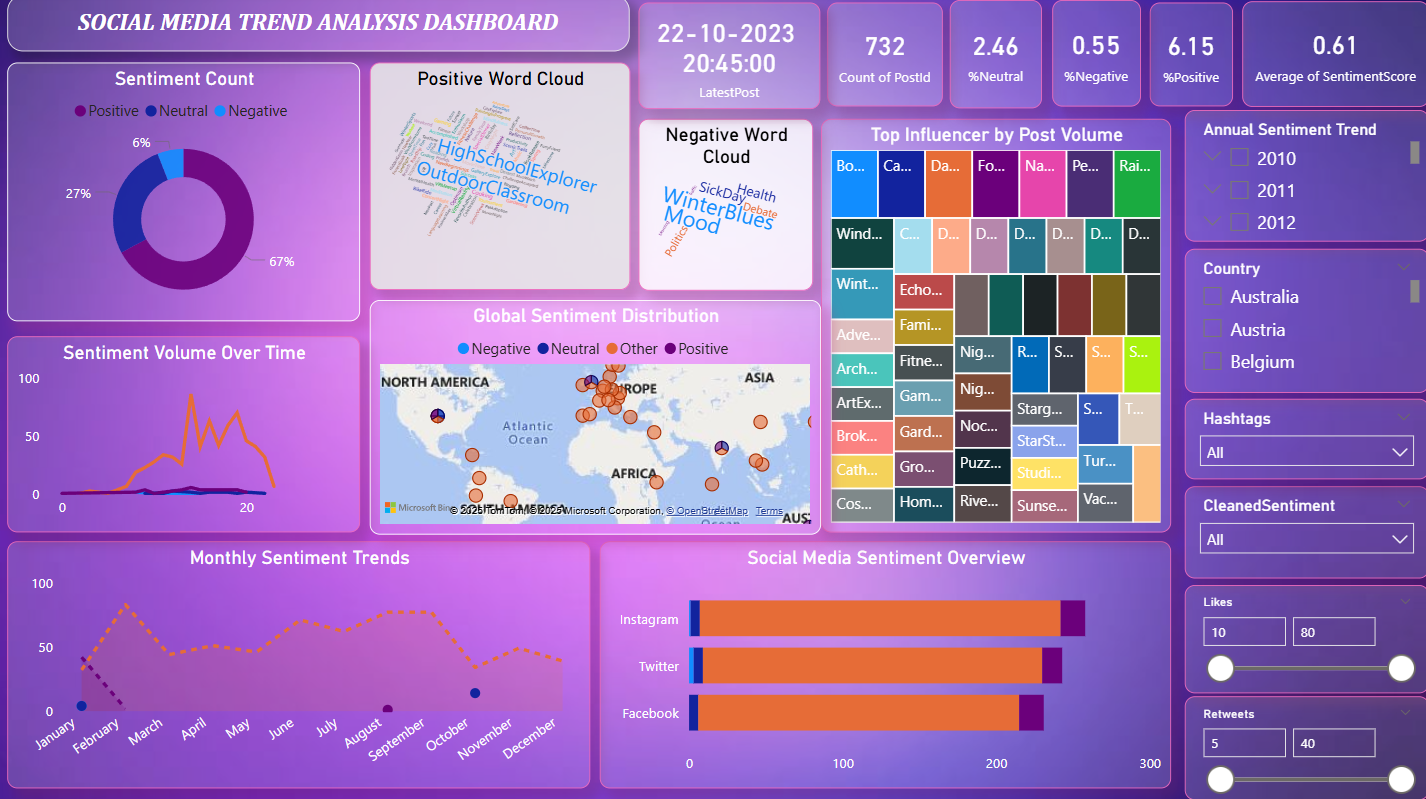 SOCIAL MEDIA TREND ANALYSIS DASHBOARD
22-10-2023
20:45:00
LatestPost
732
Count of PostId
2.46
%Neutral
0.55
%Negative
6.15
%Positive
0.61
Average of SentimentScore
Sentiment Count
Positive Neutral Negative
6%
27%
67%
Positive Word Cloud
HighSchoolExplorer
OutdoorClassroom
Negative Word
Cloud
SickDay
Health
WinterBlues
Debate
Mood
Politics
Top Influencer by Post Volume
Bo...
Ca...
Da...
Fo...
Na...
Pe...
Rai...
Wind...
C...
D...
D...
D...
D...
D...
D...
Wint...
Echo...
Adve...
Fami...
Arch...
Fitne...
Nig...
R...
S...
S...
S...
ArtEx...
Gam...
Nig...
Starg...
S...
T...
Brok...
Gard...
Noc...
StarSt...
Cath...
Gro...
Puzz...
Studi...
Tur...
Cos...
Hom...
Rive...
Sunse...
Vac...
Annual Sentiment Trend
2010
2011
2012
Country
Australia
Austria
Belgium
Hashtags
All
CleanedSentiment
All
Likes
10 80
Retweets
5 40
Sentiment Volume Over Time
100
50
0
0 20
Global Sentiment Distribution
Negative Neutral Other Positive
NORTH AMERICA
ASIA
Atlantic
Ocean
AFRICA
Microsoft Bing
© 2025 TomTom, © 2025 Microsoft Corporation, © OpenStreetMap Terms
Ocean
Monthly Sentiment Trends
100
50
0
January
February
March
April
May
June
July
August
September
October
November
December
Social Media Sentiment Overview
Instagram
Twitter
Facebook
0 100 200 300